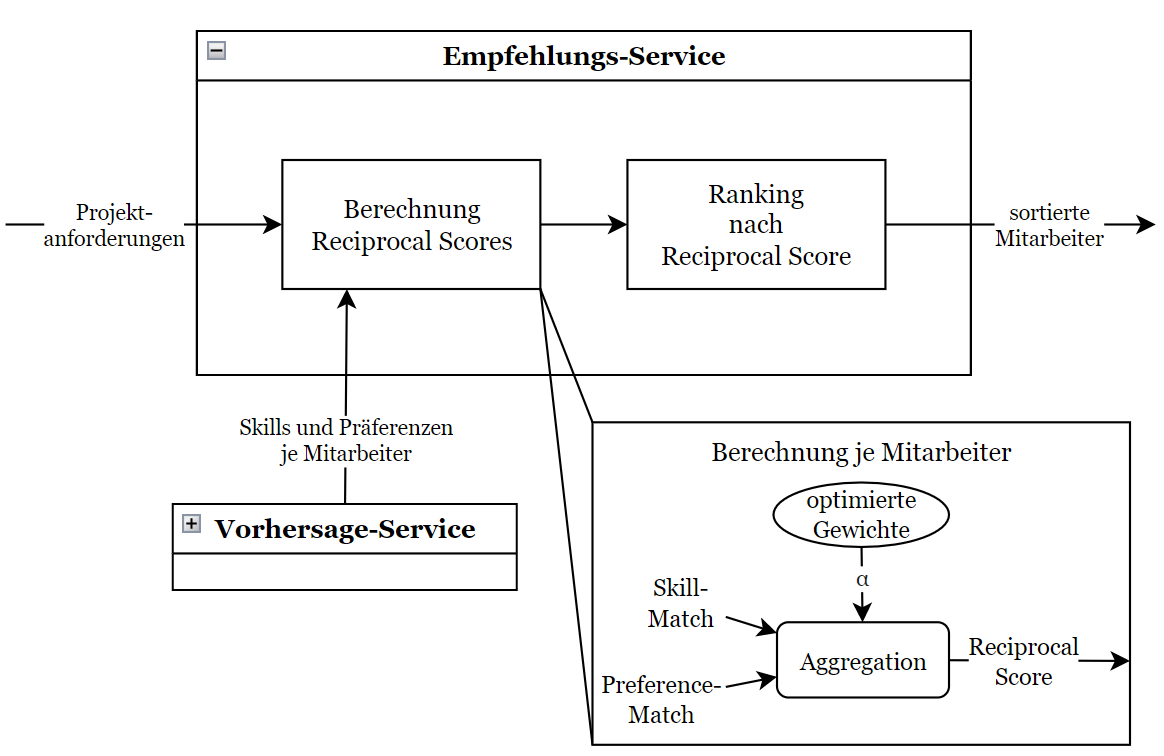 Empfehlungs-Service
Projekt-
anforderungen
Berechnung
Reciprocal Scores
Ranking
nach
Reciprocal Score
sortierte
Mitarbeiter
Skills und Präferenzen
je Mitarbeiter
Vorhersage-Service
Berechnung je Mitarbeiter
optimierte
Gewichte
α
Skill-
Match
Preference-
Match
Aggregation
Reciprocal
Score